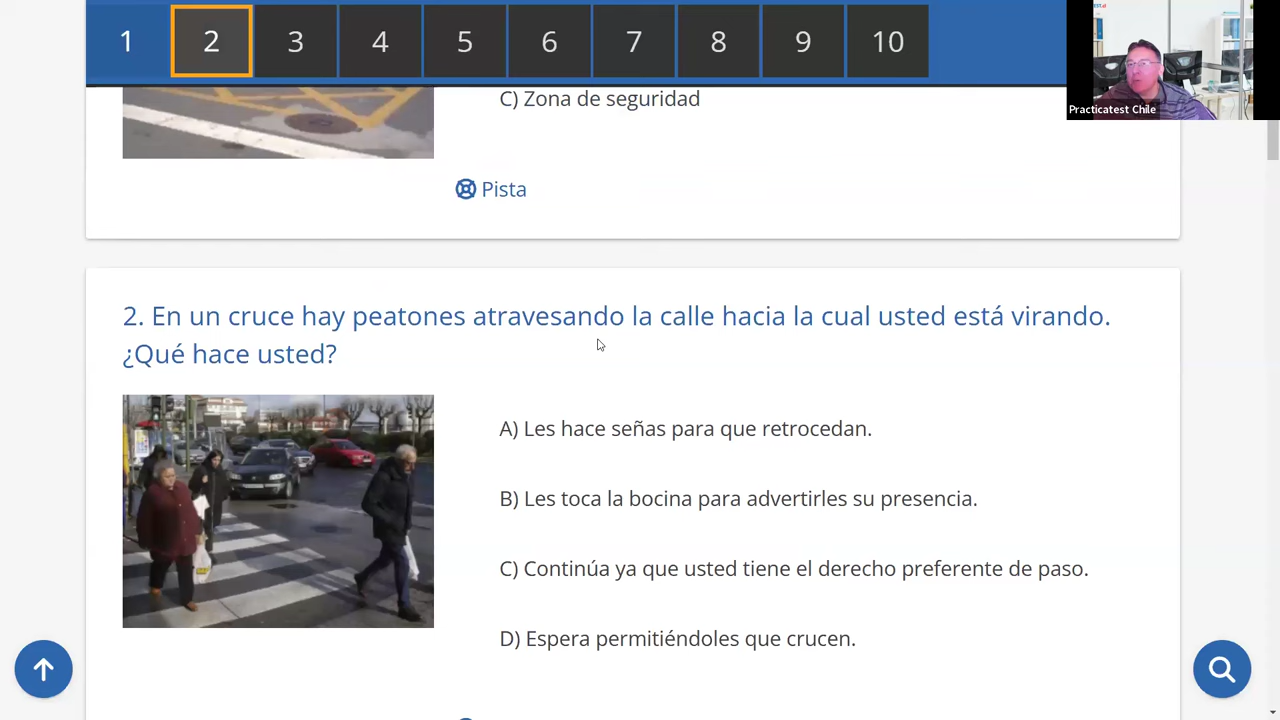 1 2 3 4 5 6 7 8 9 10
Practicatest Chile
C) Zona de seguridad
Pista
2. En un cruce hay peatones atravesando la calle hacia la cual usted está virando.
¿Qué hace usted?
A) Les hace señas para que retrocedan.
B) Les toca la bocina para advertirles su presencia.
C) Continúa ya que usted tiene el derecho preferente de paso.
D) Espera permitiéndoles que crucen.